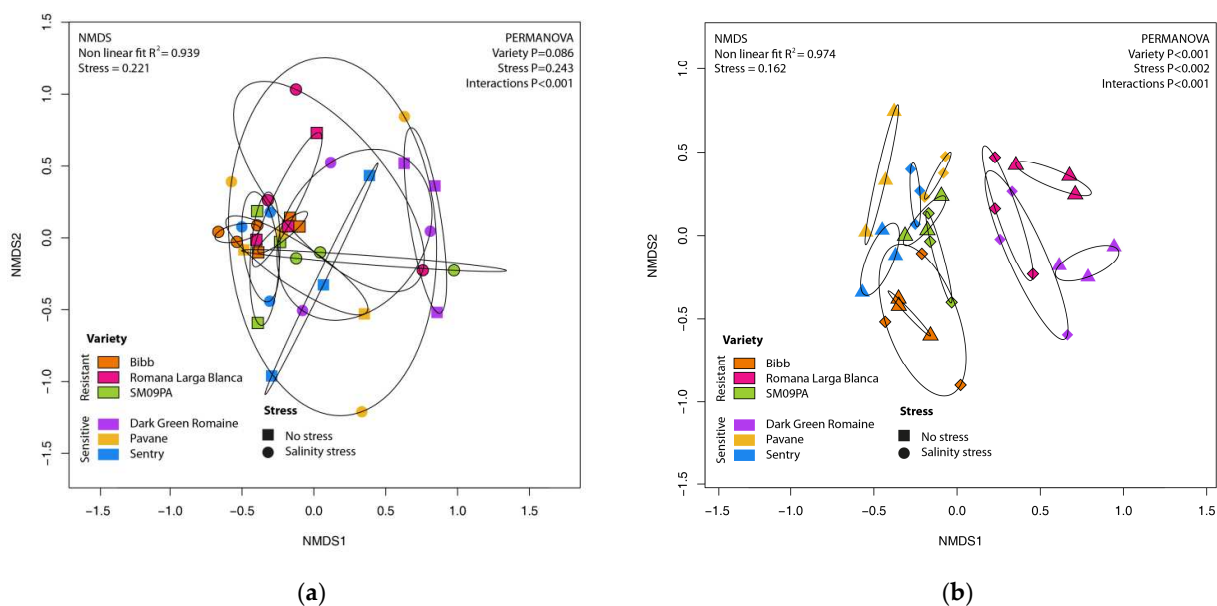 NMDS
Non linear fit R² = 0.939
Stress = 0.221
PERMANOVA
Variety P=0.086
Stress P=0.243
Interactions P<0.001
1.5
1.0
0.5
0.0
−0.5
−1.0
−1.5
NMDS2
Variety
Resistant
Bibb
Romana Larga Blanca
SM09PA
Sensitive
Dark Green Romaine
Pavane
Sentry
Stress
No stress
Salinity stress
−1.5 −1.0 −0.5 0.0 0.5 1.0 1.5
NMDS1
(a)
NMDS
Non linear fit R² = 0.974
Stress = 0.162
PERMANOVA
Variety P<0.001
Stress P<0.002
Interactions P<0.001
1.0
0.5
0.0
−0.5
−1.0
−1.5
NMDS2
Variety
Resistant
Bibb
Romana Larga Blanca
SM09PA
Sensitive
Dark Green Romaine
Pavane
Sentry
Stress
No stress
Salinity stress
−1.5 −1.0 −0.5 0.0 0.5 1.0 1.5
NMDS1
(b)